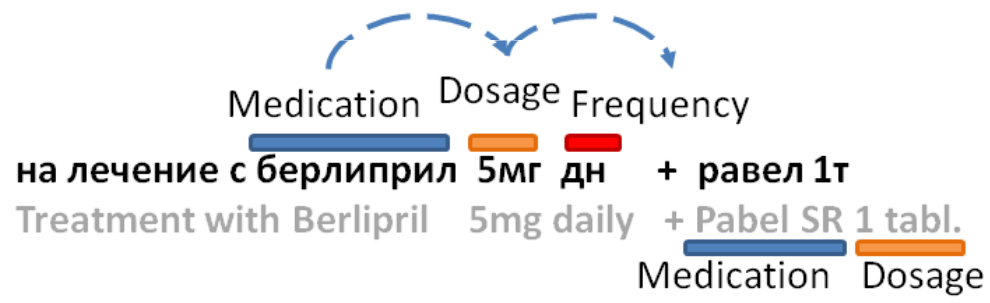 Medication Dosage Frequency
на лечение с берлиприл 5мг дн + равел 1т
Treatment with Berlipril 5mg daily + Pabel SR 1 tabl.
Medication Dosage